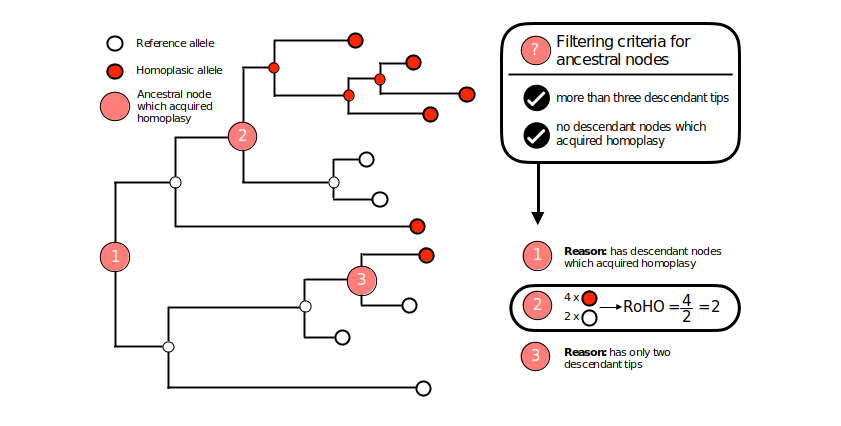 Reference allele
Homoplasic allele
Ancestral node
which acquired
homoplasy
2
1
3
?
Filtering criteria for
ancestral nodes
more than three descendant tips
no descendant nodes which
acquired homoplasy
1
Reason: has descendant nodes
which acquired homoplasy
2
4 x
2 x
RoHO = 4/2 = 2
3
Reason: has only two
descendant tips